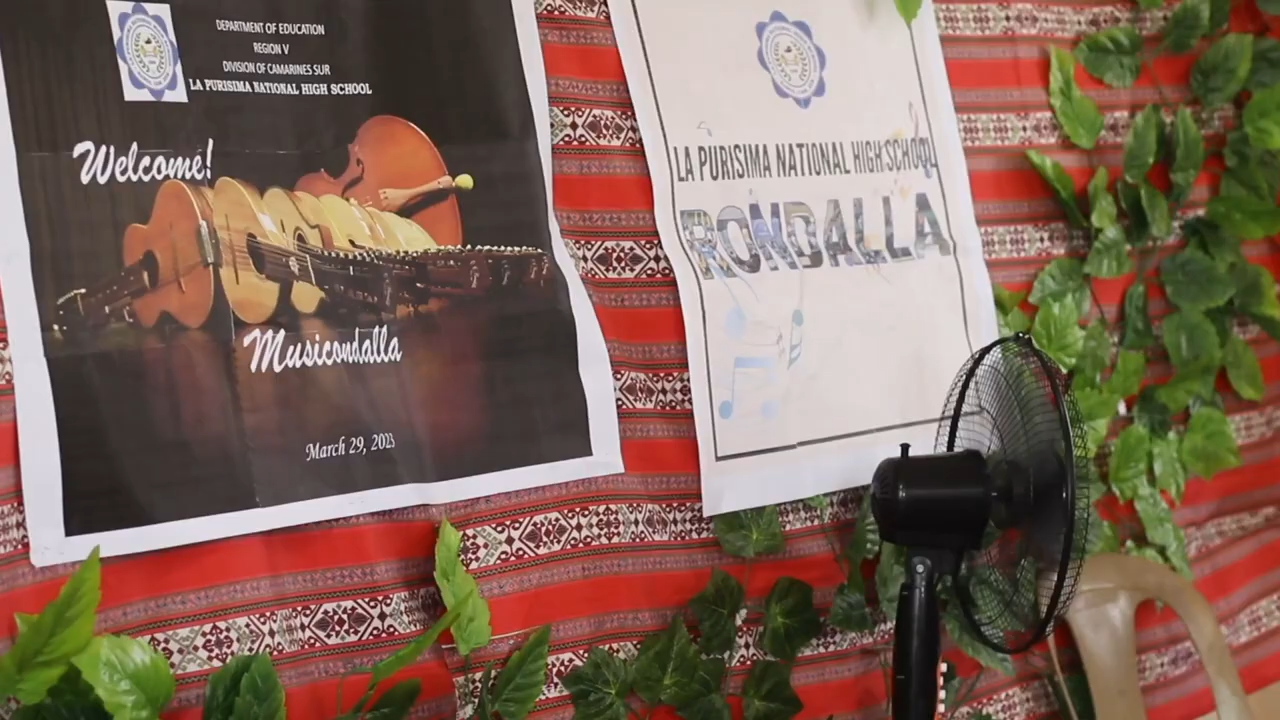 DEPARTMENT OF EDUCATION
REGION V
DIVISION OF CAMARINES SUR
LA PURISIMA NATIONAL HIGH SCHOOL
Welcome!
Musicondalla
March 29, 2023
LA PURISIMA NATIONAL HIGH SCHOOL
RONDALLA